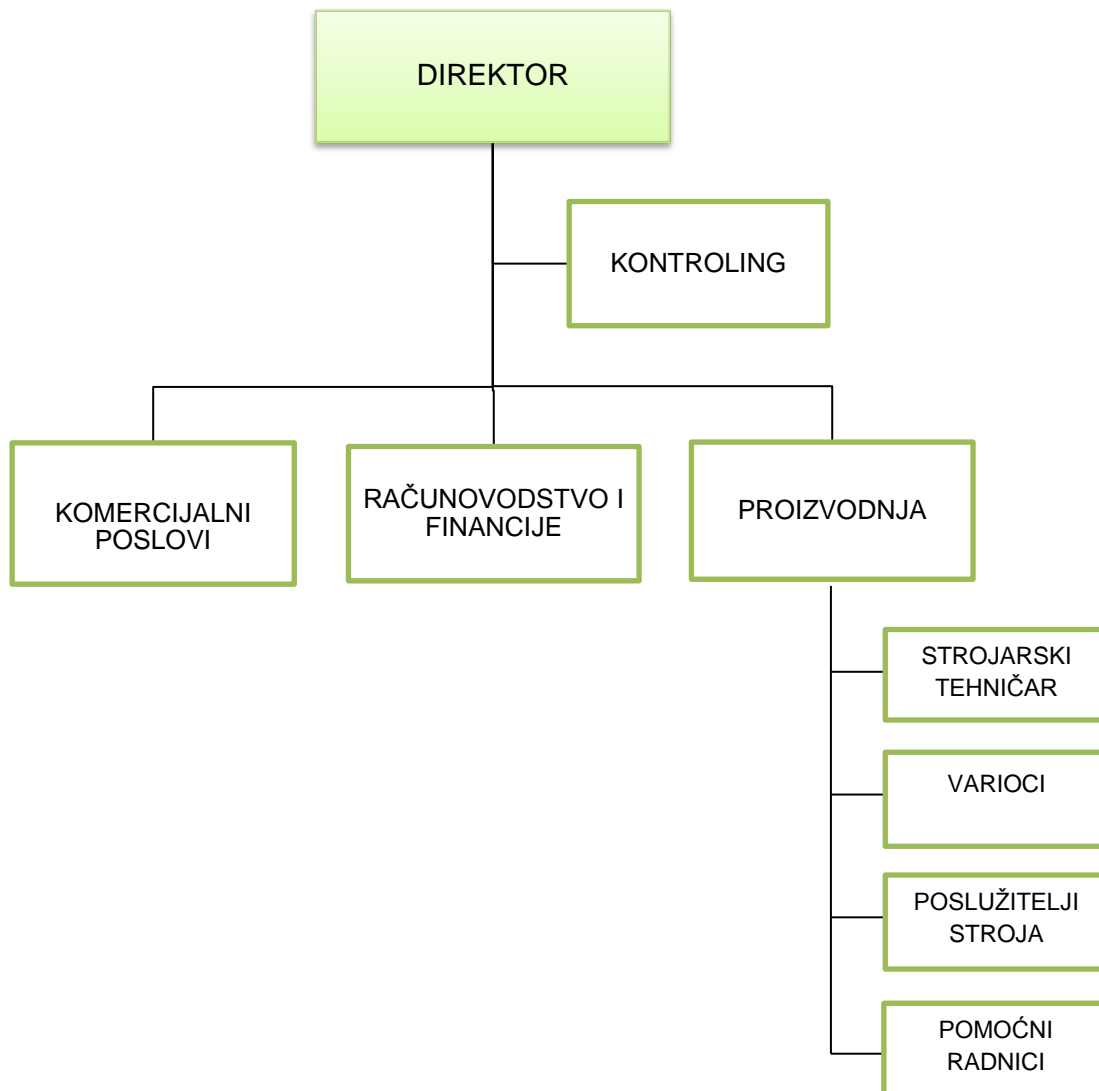 DIREKTOR
KONTROLING
KOMERCIJALNI
POSLOVI
RAČUNOVODSTVO I
FINANCIJE
PROIZVODNJA
STROJARSKI
TEHNIČAR
VARIOCI
POSLUŽITELJI
STROJA
POMOĆNI
RADNICI